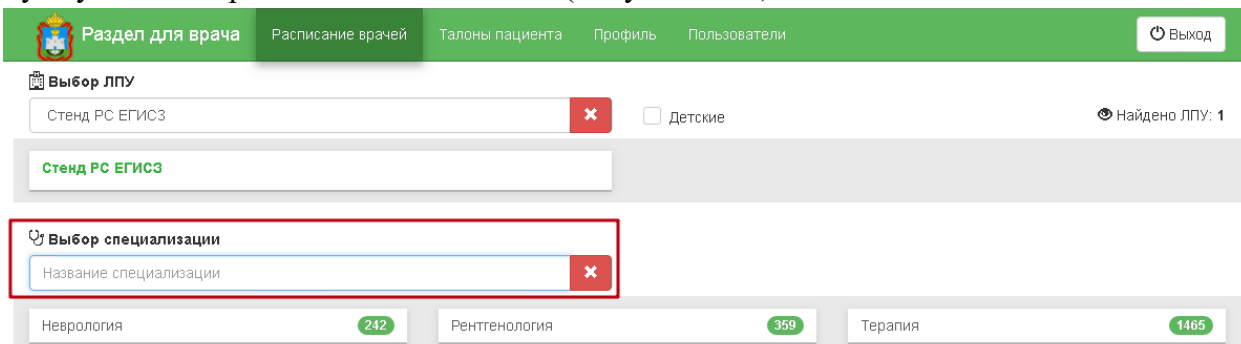 Раздел для врача Расписание врачей Талоны пациента Профиль Пользователи Выход
Выбор ЛПУ
Стенд РС ЕГИСЗ Детские Найдено ЛПУ: 1
Стенд РС ЕГИСЗ
Выбор специализации
Название специализации
Неврология 242 Рентгенология 359 Терапия 1465